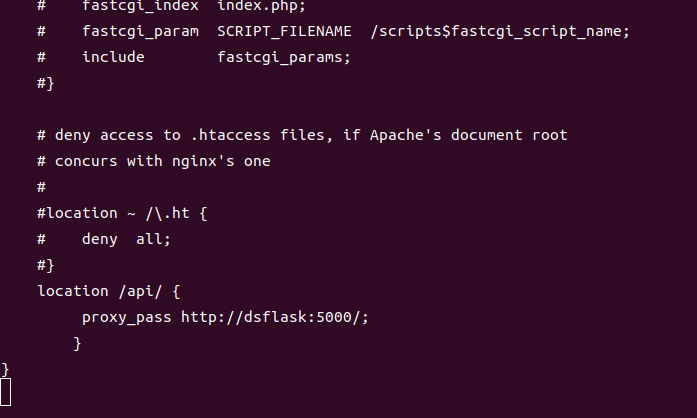 #    fastcgi_index  index.php;
#    fastcgi_param  SCRIPT_FILENAME  /scripts$fastcgi_script_name;
#    include        fastcgi_params;
#}
# deny access to .htaccess files, if Apache's document root
# concurs with nginx's one
#
#location ~ /\.ht {
#    deny  all;
#}
location /api/ {
     proxy_pass http://dsflask:5000/;
    }
}